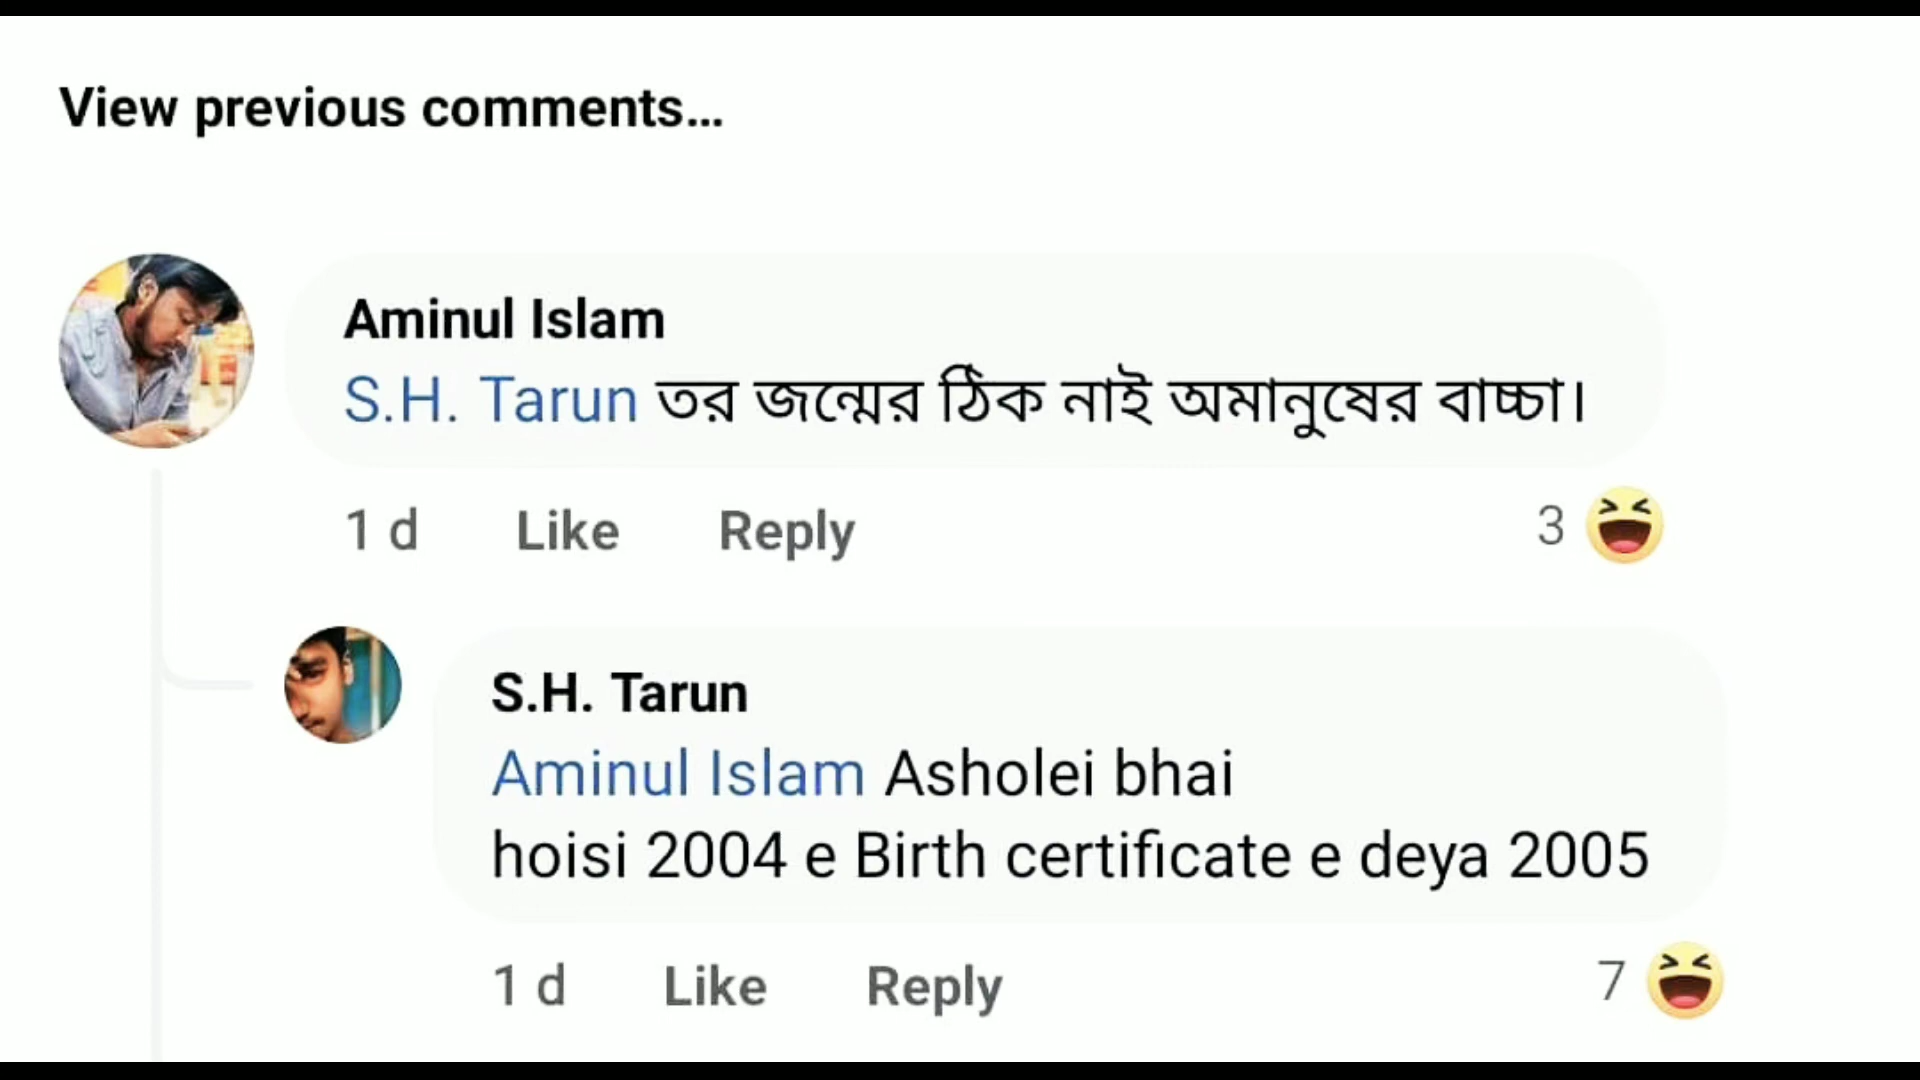 View previous comments...
Aminul Islam
S.H. Tarun তর জন্মের ঠিক নাই অমানুষের বাচ্চা।
1 d Like Reply 3
S.H. Tarun
Aminul Islam Asholei bhai
hoisi 2004 e Birth certificate e deya 2005
1 d Like Reply 7